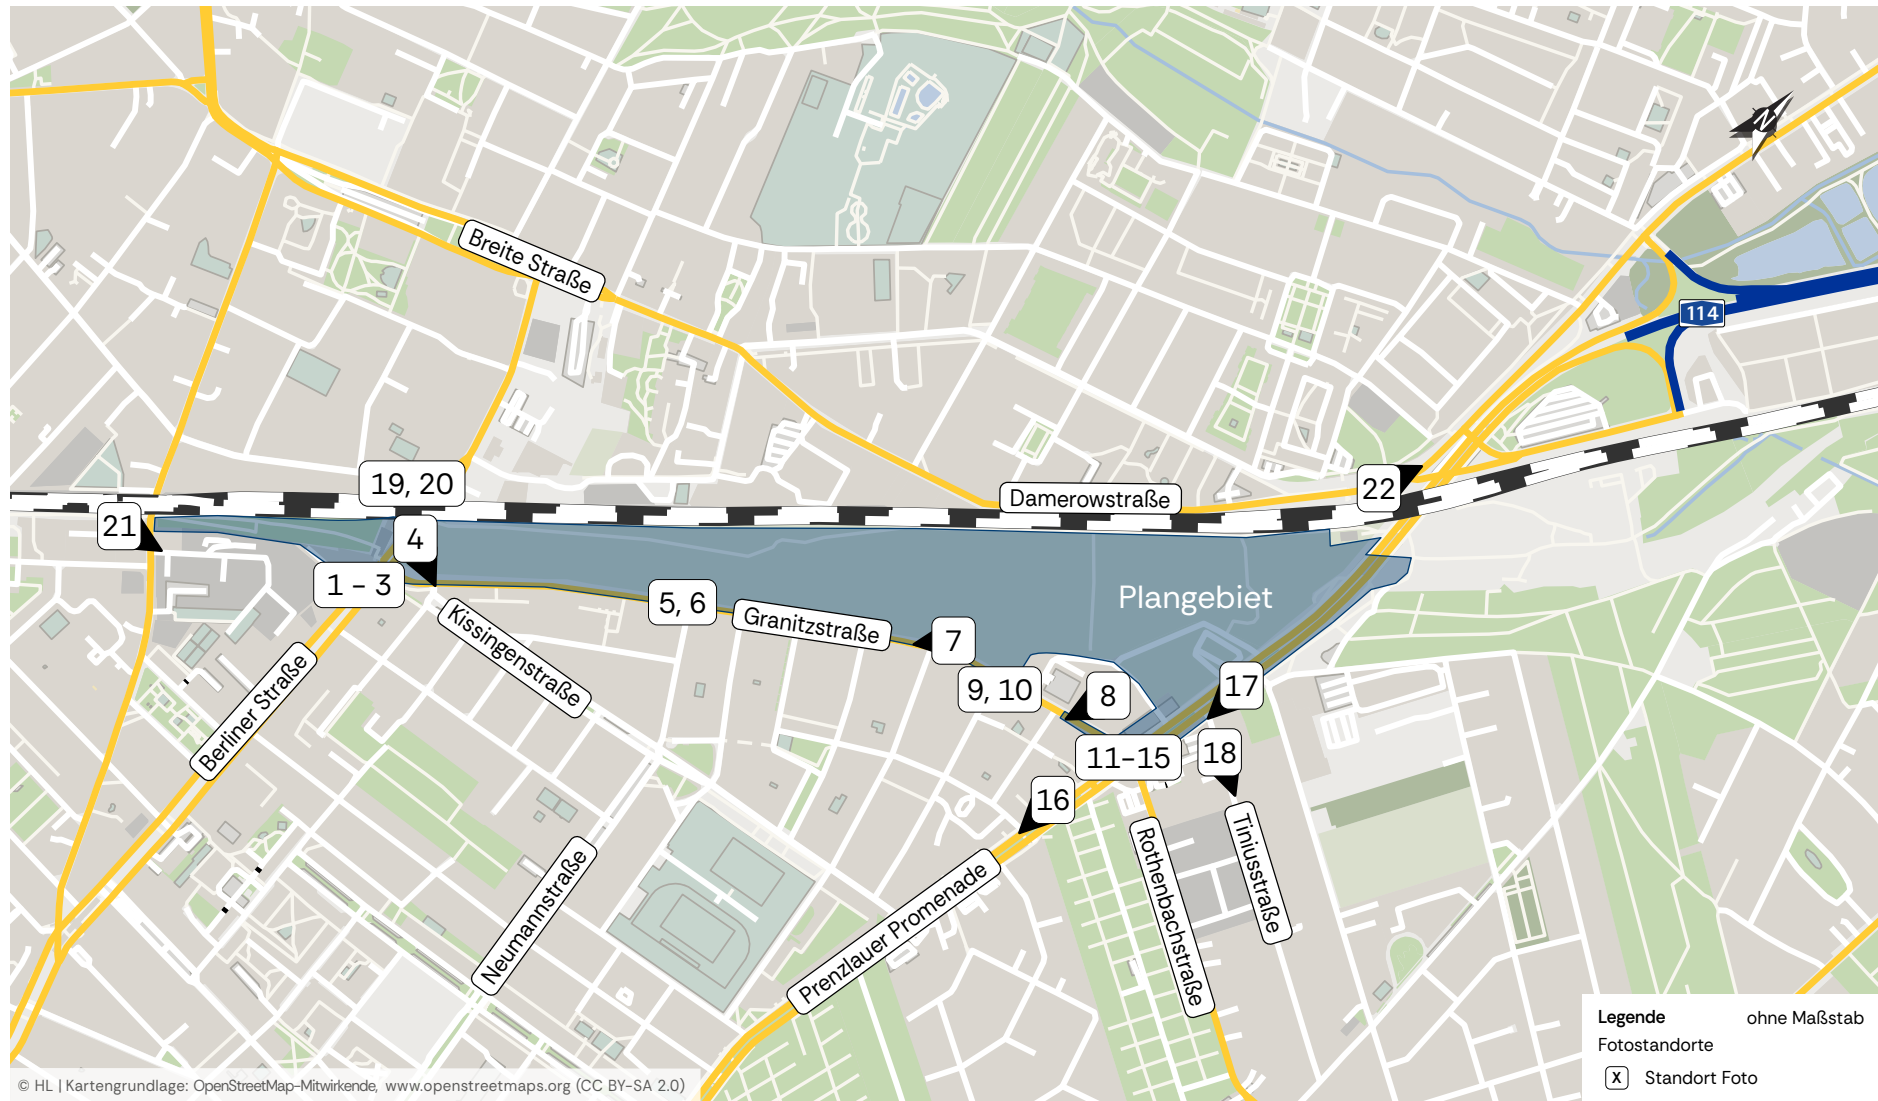 N
Breite Straße
114
19, 20
22
Damerowstraße
21
4
1 – 3
5, 6
Plangebiet
Granitzstraße
7
Kissingenstraße
9, 10
8
17
Berliner Straße
11–15
18
16
Tiniusstraße
Rothenbachstraße
Neumannstraße
Prenzlauer Promenade
Legende
ohne Maßstab
Fotostandorte
X Standort Foto
© HL | Kartengrundlage: OpenStreetMap-Mitwirkende, www.openstreetmaps.org (CC BY-SA 2.0)